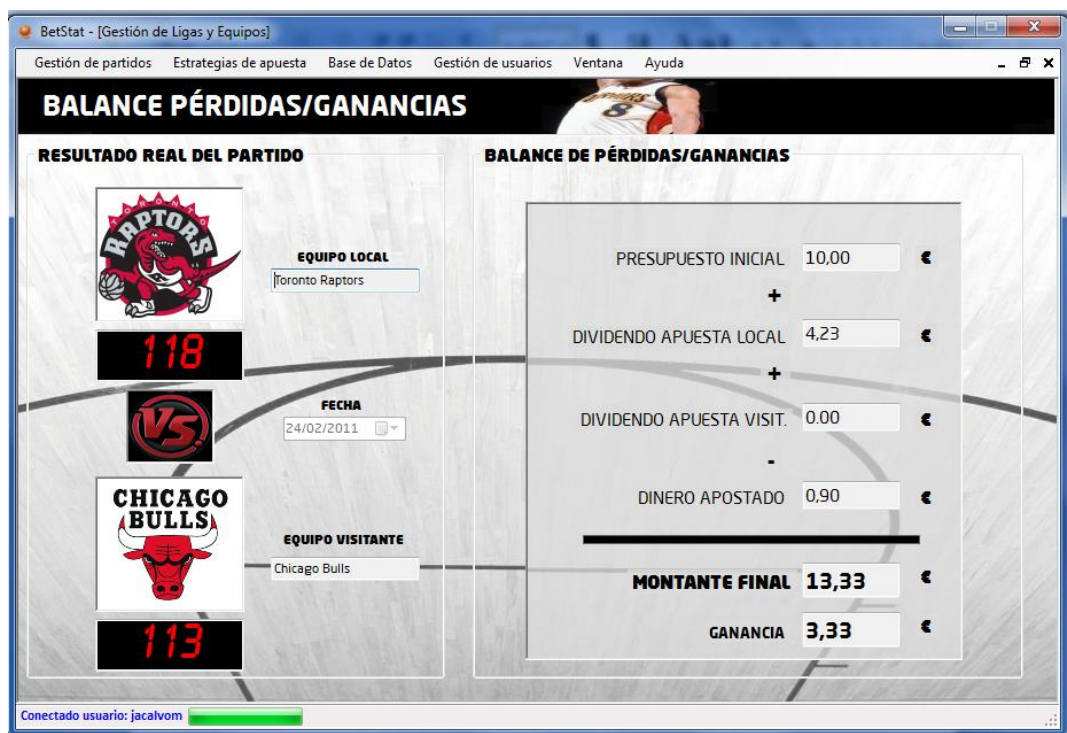 BetStat - [Gestión de Ligas y Equipos]
Gestión de partidos Estrategias de apuesta Base de Datos Gestión de usuarios Ventana Ayuda
BALANCE PÉRDIDAS/GANANCIAS
8
RESULTADO REAL DEL PARTIDO
TORONTO
RAPTORS
EQUIPO LOCAL
Toronto Raptors
118
VS.
FECHA
24/02/2011
CHICAGO
BULLS
EQUIPO VISITANTE
Chicago Bulls
113
BALANCE DE PÉRDIDAS/GANANCIAS
PRESUPUESTO INICIAL 10,00 €
+
DIVIDENDO APUESTA LOCAL 4,23 €
+
DIVIDENDO APUESTA VISIT. 0.00 €
-
DINERO APOSTADO 0,90 €
MONTANTE FINAL 13,33 €
GANANCIA 3,33 €
Conectado usuario: jacalvom